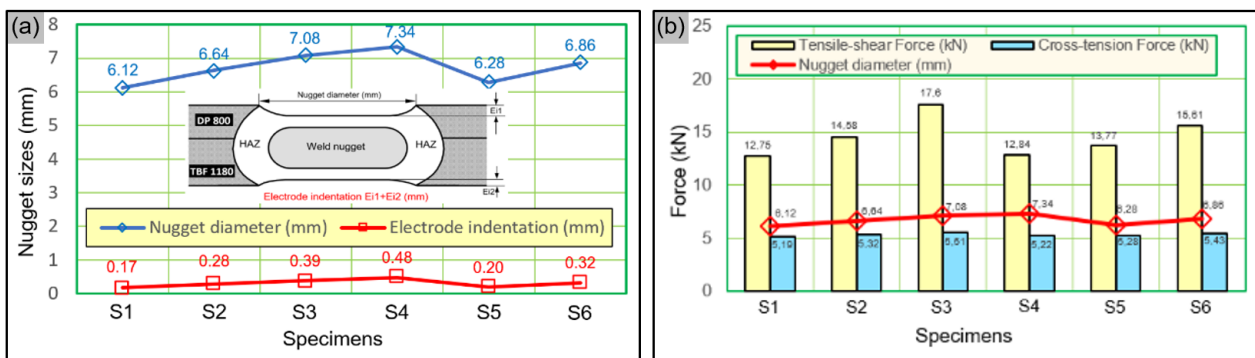 (a)
Nugget sizes (mm)
8
7
6
5
4
3
2
1
0
6.12
6.64
7.08
7.34
6.28
6.86
Nugget diameter (mm)
Ei1
DP 800
HAZ
Weld nugget
HAZ
TBF 1180
Ei2
Electrode indentation Ei1+Ei2 (mm)
Nugget diameter (mm) Electrode indentation (mm)
0.17
0.28
0.39
0.48
0.20
0.32
S1 S2 S3 S4 S5 S6
Specimens
(b)
Tensile-shear Force (kN) Cross-tension Force (kN)
Nugget diameter (mm)
Force (kN)
25
20
15
10
5
0
12,75
14,58
17,6
12,84
13,77
15,61
6,12
6,64
7,08
7,34
6,28
6,86
5,19
5,32
5,22
5,28
5,43
S1 S2 S3 S4 S5 S6
Specimens